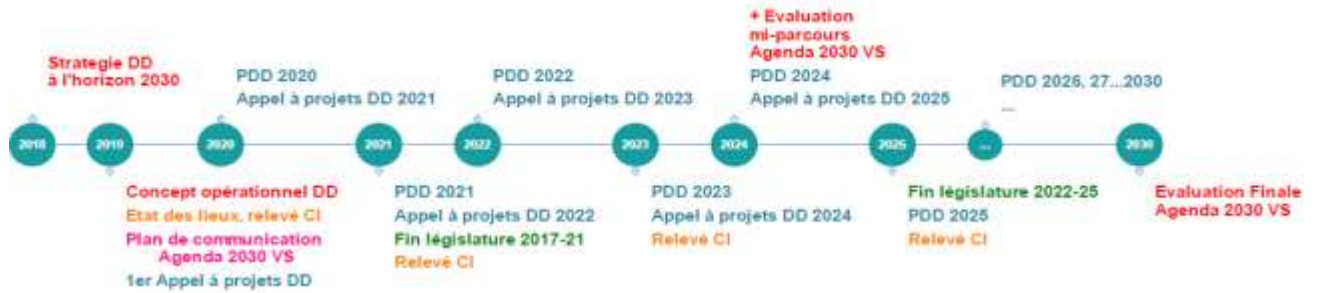 + Evaluation
mi-parcours
Agenda 2030 VS
Strategie DD
à l'horizon 2030
PDD 2020
Appel à projets DD 2021
PDD 2022
Appel à projets DD 2023
PDD 2024
Appel à projets DD 2025
PDD 2026, 27...2030
...
2018
2019
2020
2021
2022
2023
2024
2025
...
2030
Concept opérationnel DD
Etat des lieux, relevé CI
Plan de communication
Agenda 2030 VS
1er Appel à projets DD
PDD 2021
Appel à projets DD 2022
Fin législature 2017-21
Relevé CI
PDD 2023
Appel à projets DD 2024
Relevé CI
Fin législature 2022-25
PDD 2025
Relevé CI
Evaluation Finale
Agenda 2030 VS